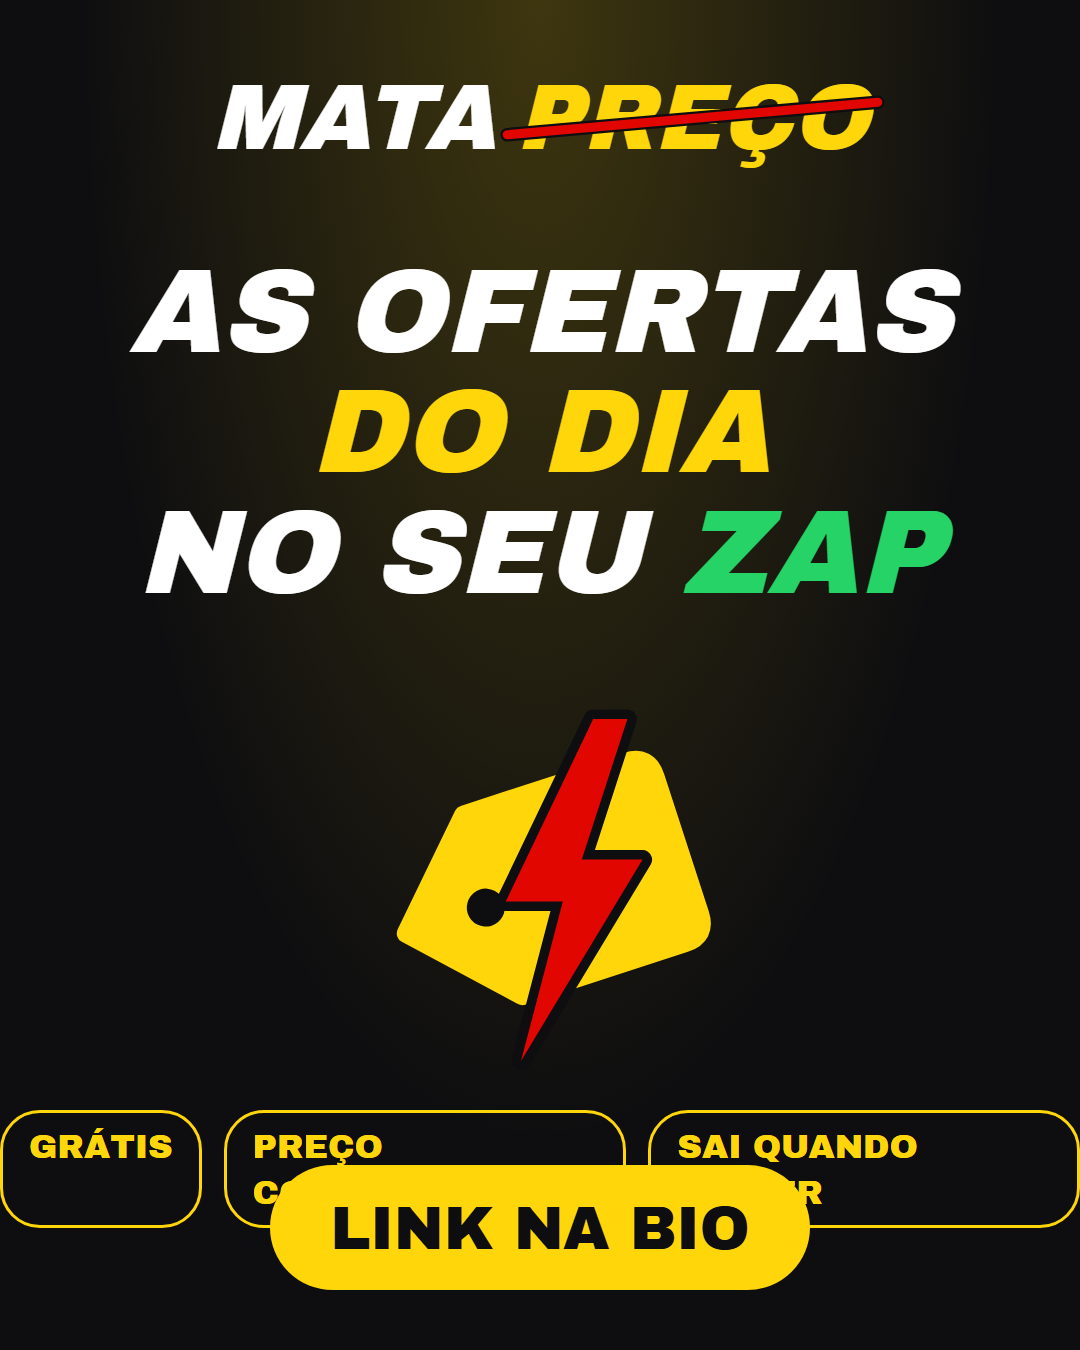 MATA PREÇO
AS OFERTAS
DO DIA
NO SEU ZAP
GRÁTIS
PREÇO
SAI QUANDO
LINK NA BIO